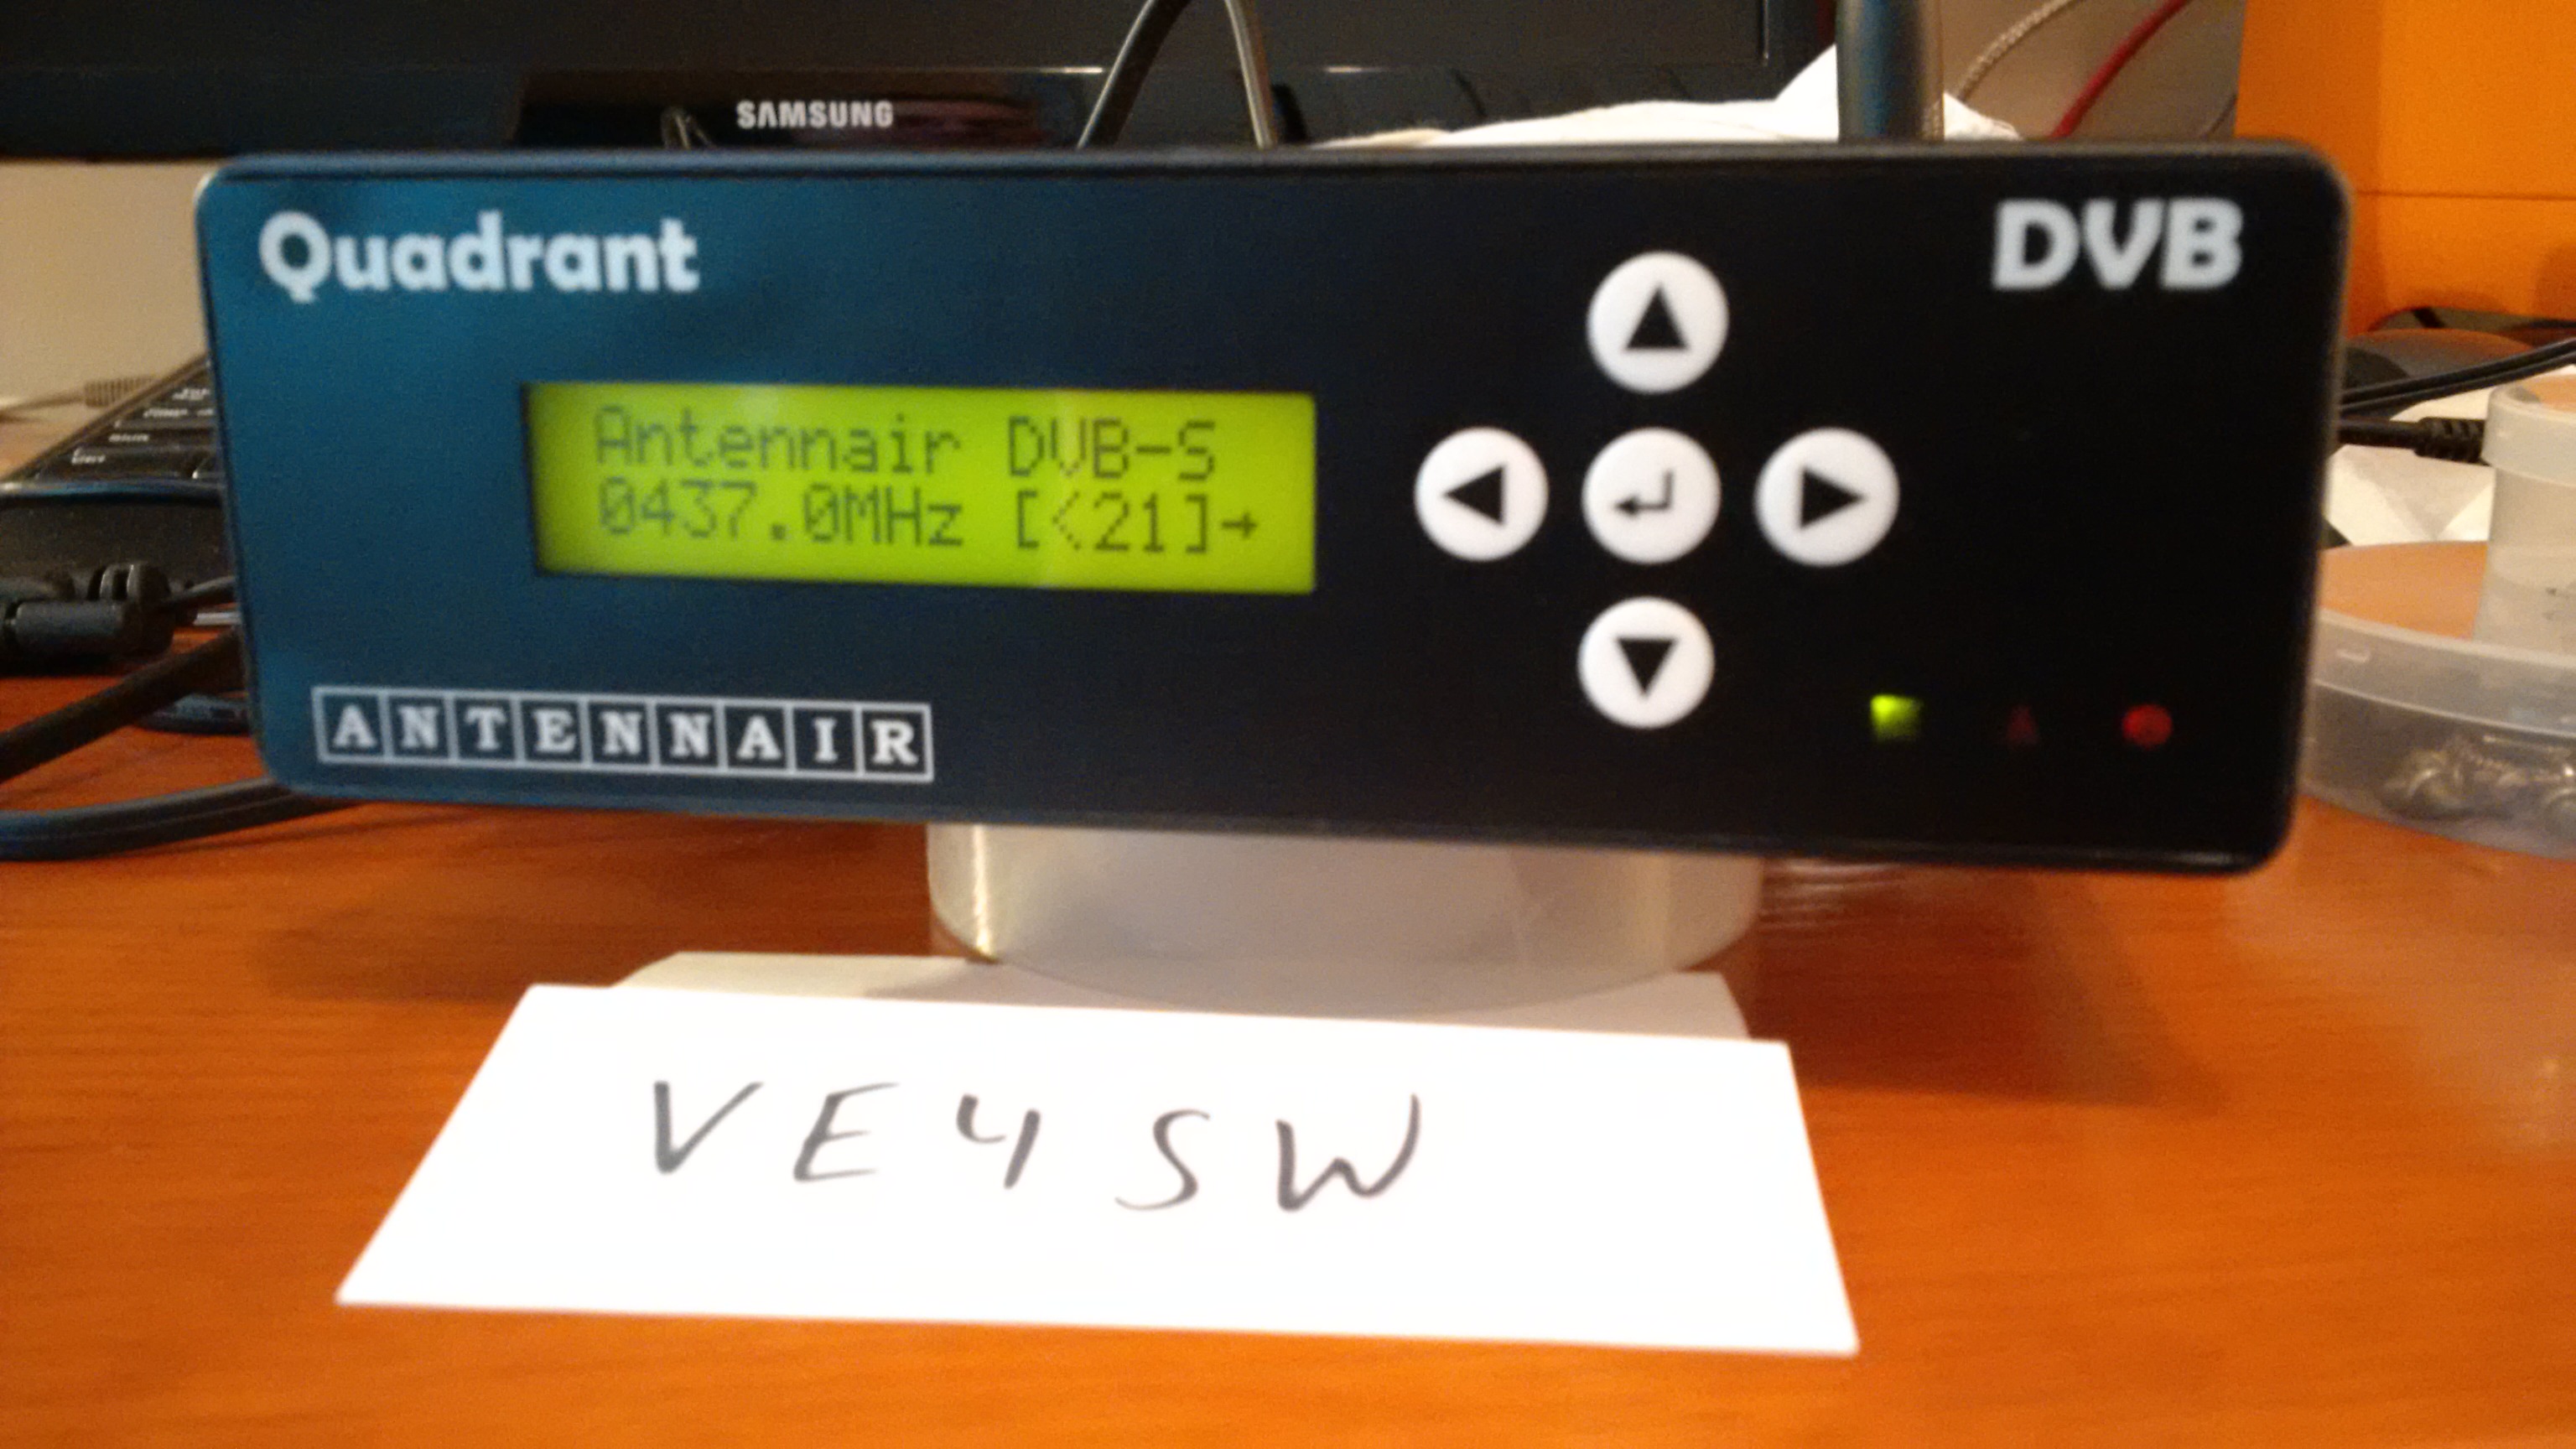 SAMSUNG
Quadrant
DVB
Antennair DVB-S
0437.0MHz [<21]→
ANTENNAIR
VE4SW